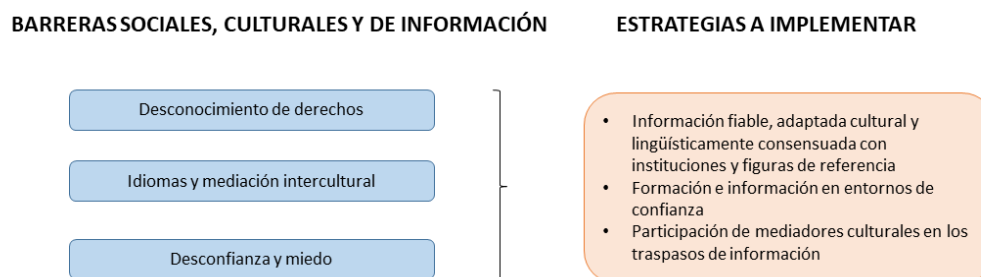 BARRERAS SOCIALES, CULTURALES Y DE INFORMACIÓN
ESTRATEGIAS A IMPLEMENTAR
Desconocimiento de derechos
Idiomas y mediación intercultural
Desconfianza y miedo
• Información fiable, adaptada cultural y
lingüísticamente consensuada con
instituciones y figuras de referencia
• Formación e información en entornos de
confianza
• Participación de mediadores culturales en los
traspasos de información